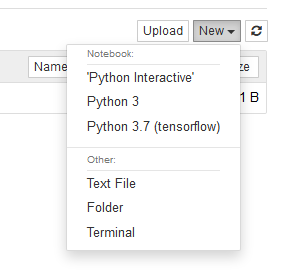 Upload New
Name ze
Notebook:
'Python Interactive'
1 B
Python 3
Python 3.7 (tensorflow)
Other:
Text File
Folder
Terminal